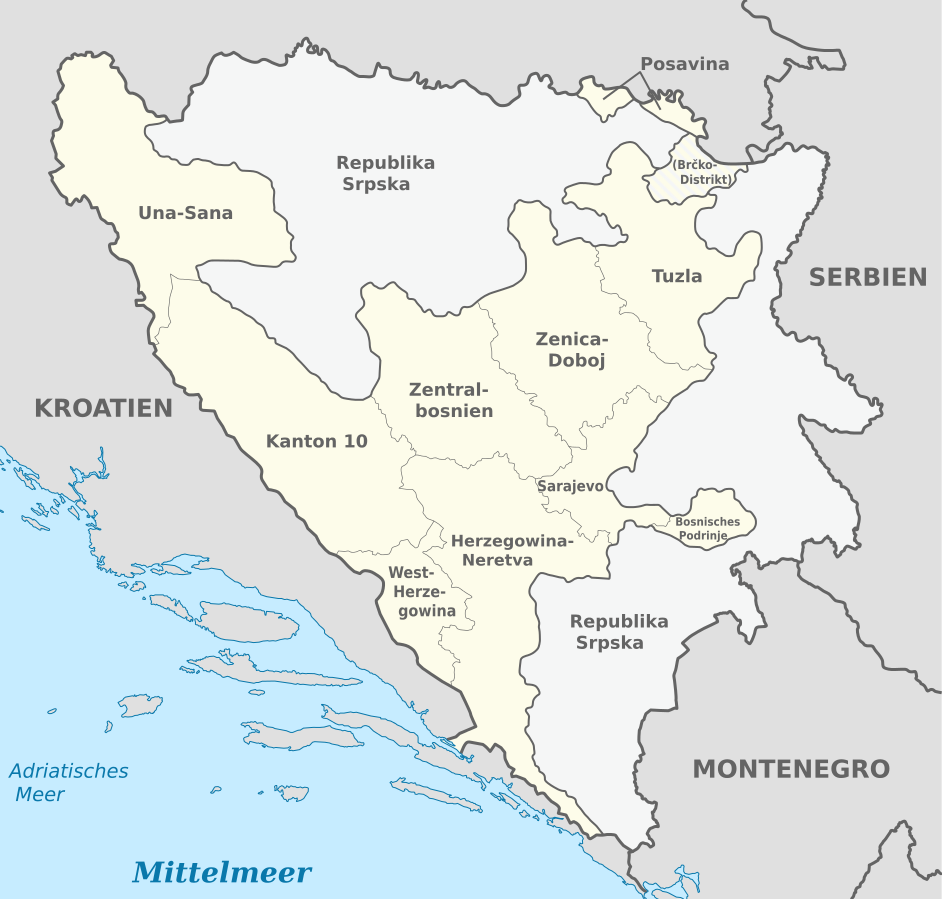 Posavina
Republika
Srpska
(Brčko-
Distrikt)
Una-Sana
Tuzla
SERBIEN
Zenica-
Doboj
Zentral-
bosnien
KROATIEN
Kanton 10
Sarajevo
Bosnisches
Podrinje
Herzegowina-
Neretva
West-
Herze-
gowina
Republika
Srpska
Adriatisches
Meer
MONTENEGRO
Mittelmeer